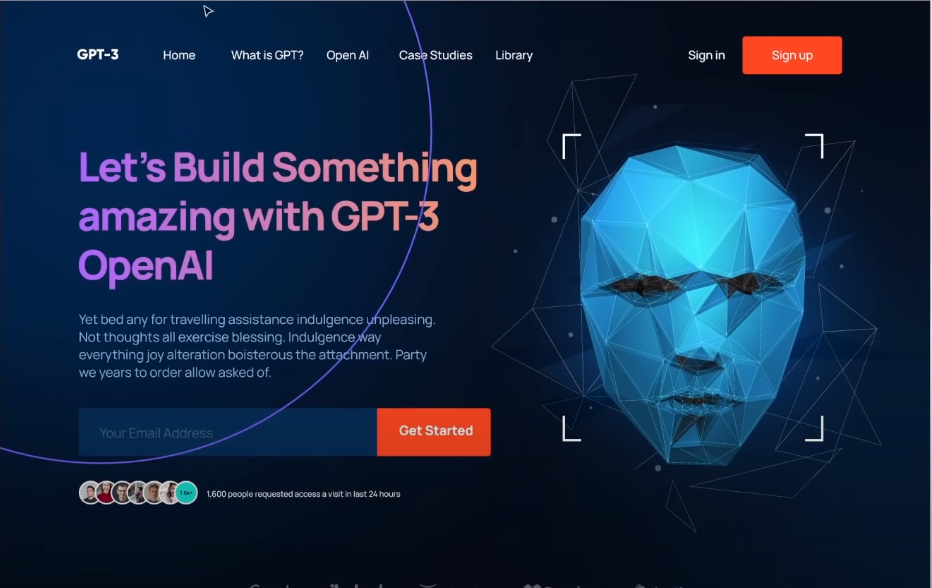 GPT-3 Home What is GPT? Open AI Case Studies Library Sign in Sign up
Let's Build Something
amazing with GPT-3
OpenAI
Yet bed any for travelling assistance indulgence unpleasing.
Not thoughts all exercise blessing. Indulgence way
everything joy alteration boisterous the attachment. Party
we years to order allow asked of.
Your Email Address Get Started
1,600 people requested access a visit in last 24 hours